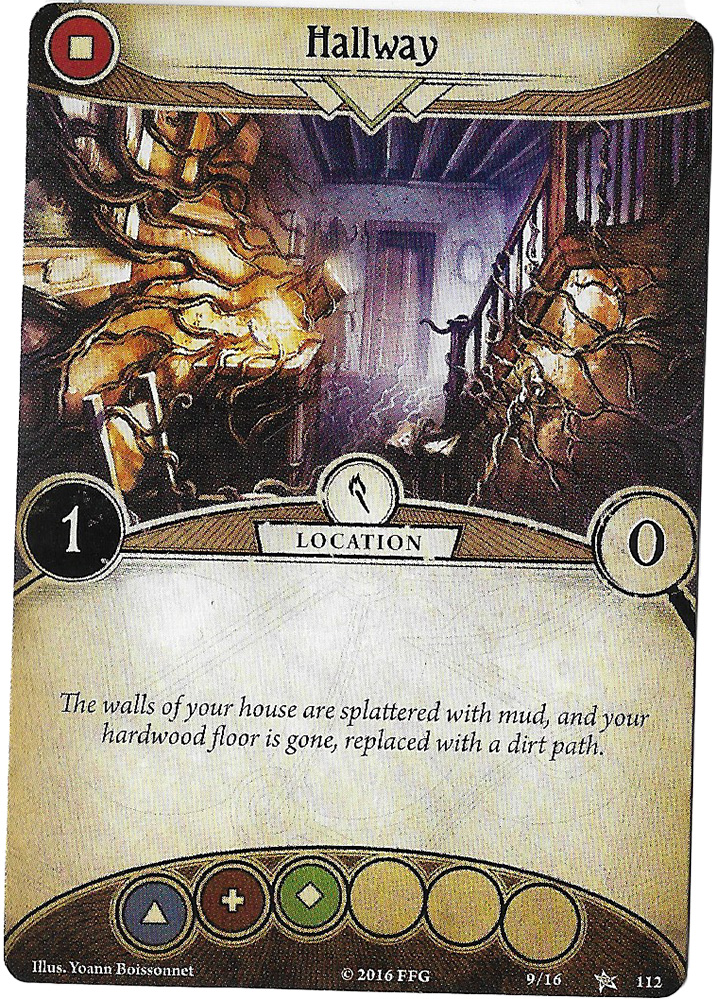 Hallway
1
LOCATION
0
The walls of your house are splattered with mud, and your
hardwood floor is gone, replaced with a dirt path.
Illus. Yoann Boissonnet
© 2016 FFG
9/16
112